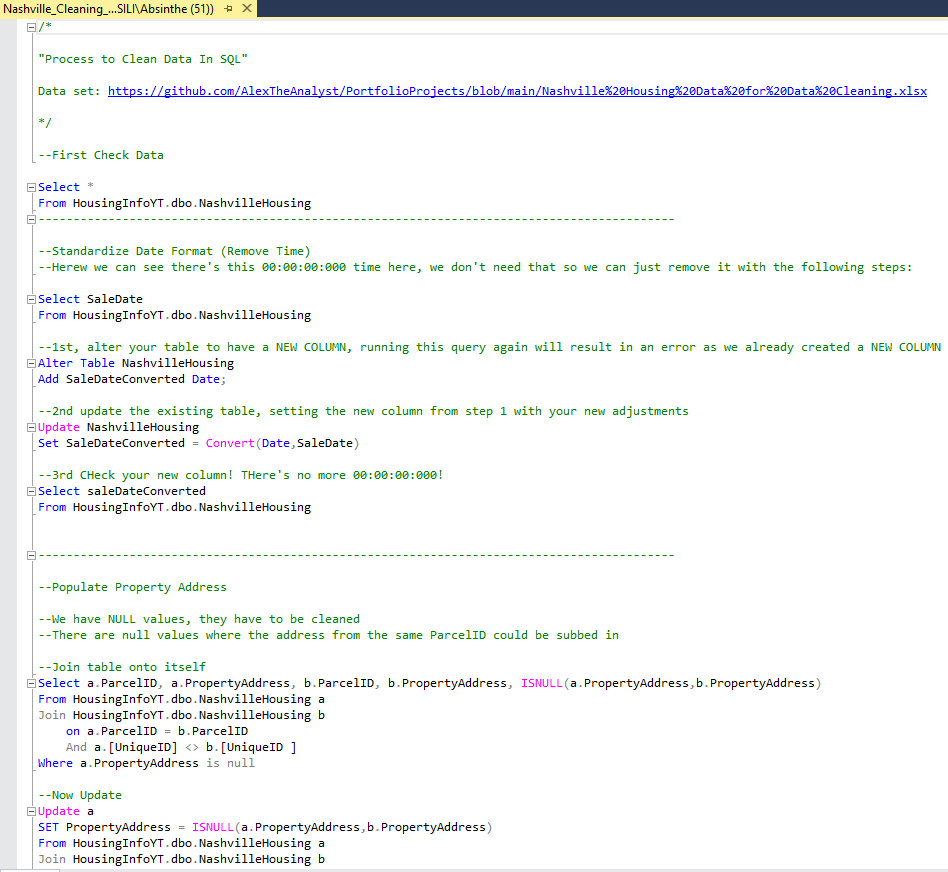 Nashville_Cleaning_...SILI\Absinthe (51))
/*
"Process to Clean Data In SQL"
Data set: https://github.com/AlexTheAnalyst/PortfolioProjects/blob/main/Nashville%20Housing%20Data%20for%20Data%20Cleaning.xlsx
*/
--First Check Data
Select *
From HousingInfoYT.dbo.NashvilleHousing
-------------------------------------------------------------------------------------------
--Standardize Date Format (Remove Time)
--Herew we can see there's this 00:00:00:000 time here, we don't need that so we can just remove it with the following steps:
Select SaleDate
From HousingInfoYT.dbo.NashvilleHousing
--1st, alter your table to have a NEW COLUMN, running this query again will result in an error as we already created a NEW COLUMN
Alter Table NashvilleHousing
Add SaleDateConverted Date;
--2nd update the existing table, setting the new column from step 1 with your new adjustments
Update NashvilleHousing
Set SaleDateConverted = Convert(Date,SaleDate)
--3rd CHeck your new column! THere's no more 00:00:00:000!
Select saleDateConverted
From HousingInfoYT.dbo.NashvilleHousing
-------------------------------------------------------------------------------------------
--Populate Property Address
--We have NULL values, they have to be cleaned
--There are null values where the address from the same ParcelID could be subbed in
--Join table onto itself
Select a.ParcelID, a.PropertyAddress, b.ParcelID, b.PropertyAddress, ISNULL(a.PropertyAddress,b.PropertyAddress)
From HousingInfoYT.dbo.NashvilleHousing a
Join HousingInfoYT.dbo.NashvilleHousing b
on a.ParcelID = b.ParcelID
And a.[UniqueID] <> b.[UniqueID ]
Where a.PropertyAddress is null
--Now Update
Update a
SET PropertyAddress = ISNULL(a.PropertyAddress,b.PropertyAddress)
From HousingInfoYT.dbo.NashvilleHousing a
Join HousingInfoYT.dbo.NashvilleHousing b